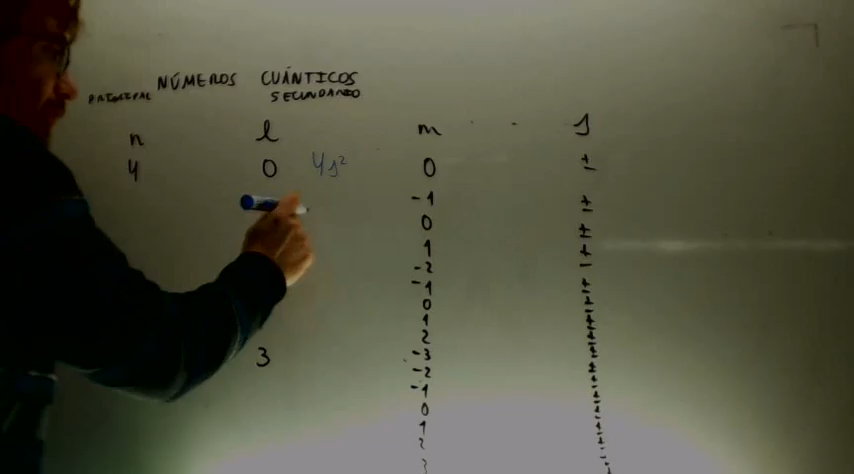 NÚMEROS CUÁNTICOS
PRINCIPAL SECUNDARIO
n l m s
4 0 4s² 0 ±
-1 ±
0 ±
1 ±
-2 ±
-1 ±
0 ±
1 ±
2 ±
3 -3 ±
-2 ±
-1 ±
0 ±
1 ±
2 ±
3 ±